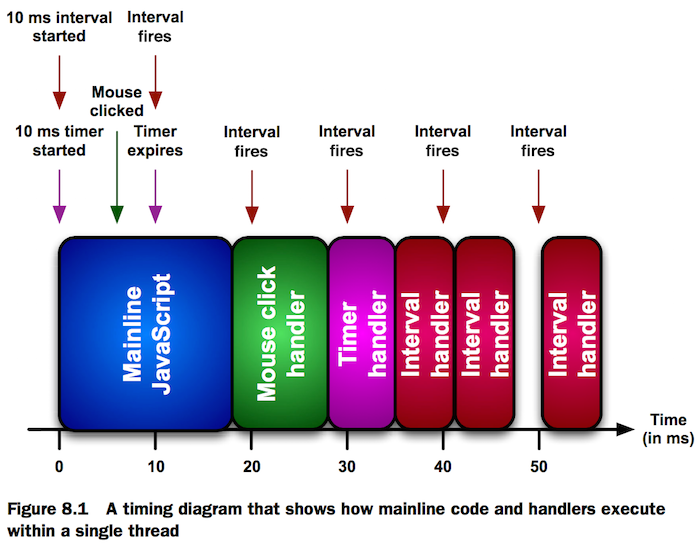 10 ms interval
started
Interval
fires
Mouse
clicked
10 ms timer
started
Timer
expires
Interval
fires
Interval
fires
Interval
fires
Interval
fires
Mainline
JavaScript
Mouse click
handler
Timer
handler
Interval
handler
Interval
handler
Interval
handler
Time
(in ms)
0
10
20
30
40
50
Figure 8.1 A timing diagram that shows how mainline code and handlers execute
within a single thread